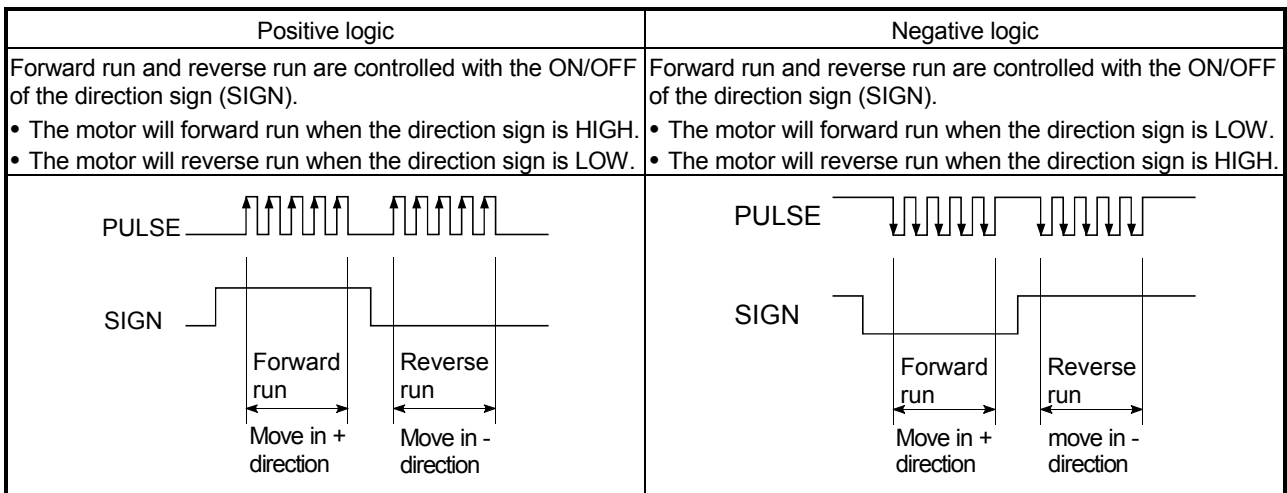 Positive logic
Forward run and reverse run are controlled with the ON/OFF
of the direction sign (SIGN).
• The motor will forward run when the direction sign is HIGH.
• The motor will reverse run when the direction sign is LOW.
Negative logic
Forward run and reverse run are controlled with the ON/OFF
of the direction sign (SIGN).
• The motor will forward run when the direction sign is LOW.
• The motor will reverse run when the direction sign is HIGH.
PULSE
SIGN
Forward
run
Reverse
run
Move in +
direction
Move in -
direction
PULSE
SIGN
Forward
run
Reverse
run
Move in +
direction
move in -
direction